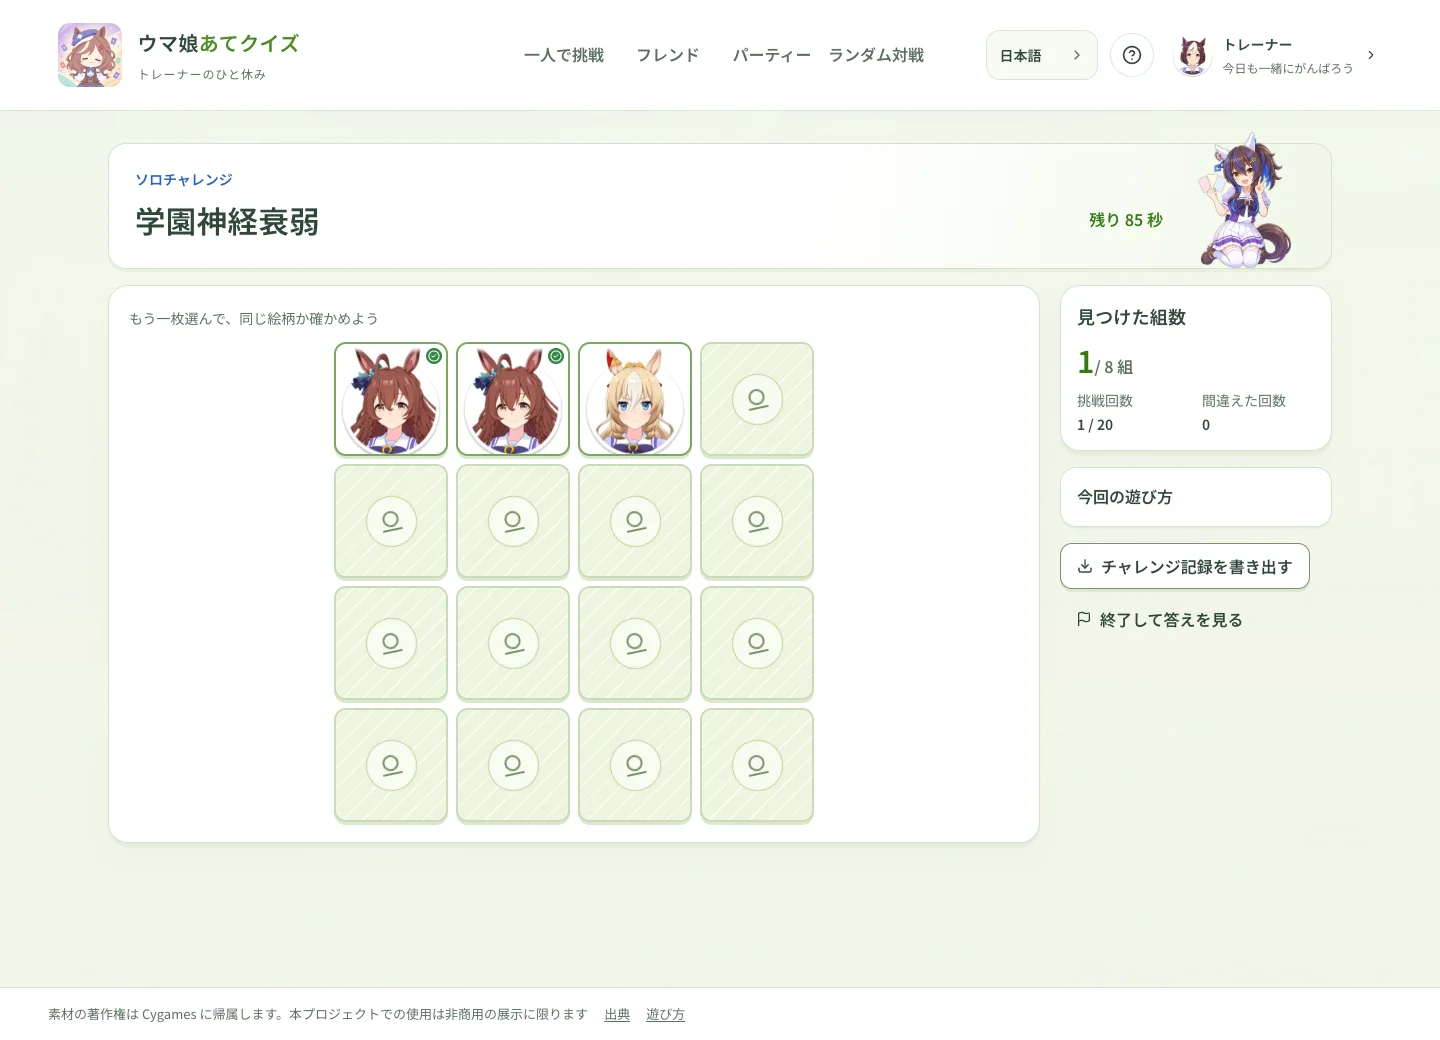 ウマ娘あてクイズ
トレーナーのひと休み
一人で挑戦
フレンド
パーティー
ランダム対戦
日本語
トレーナー
今日も一緒にがんばろう
ソロチャレンジ
学園神経衰弱
残り 85 秒
もう一枚選んで、同じ絵柄か確かめよう
見つけた組数
1 / 8 組
挑戦回数
1 / 20
間違えた回数
0
今回の遊び方
チャレンジ記録を書き出す
終了して答えを見る
素材の著作権は Cygames に帰属します。本プロジェクトでの使用は非商用の展示に限ります 出典 遊び方